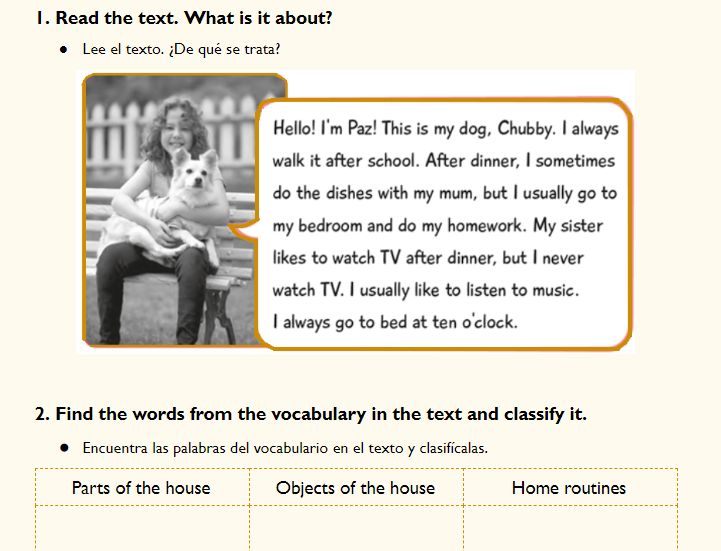 1. Read the text. What is it about?
● Lee el texto. ¿De qué se trata?
Hello! I'm Paz! This is my dog, Chubby. I always
walk it after school. After dinner, I sometimes
do the dishes with my mum, but I usually go to
my bedroom and do my homework. My sister
likes to watch TV after dinner, but I never
watch TV. I usually like to listen to music.
I always go to bed at ten o'clock.
2. Find the words from the vocabulary in the text and classify it.
● Encuentra las palabras del vocabulario en el texto y clasifícalas.
Parts of the house Objects of the house Home routines